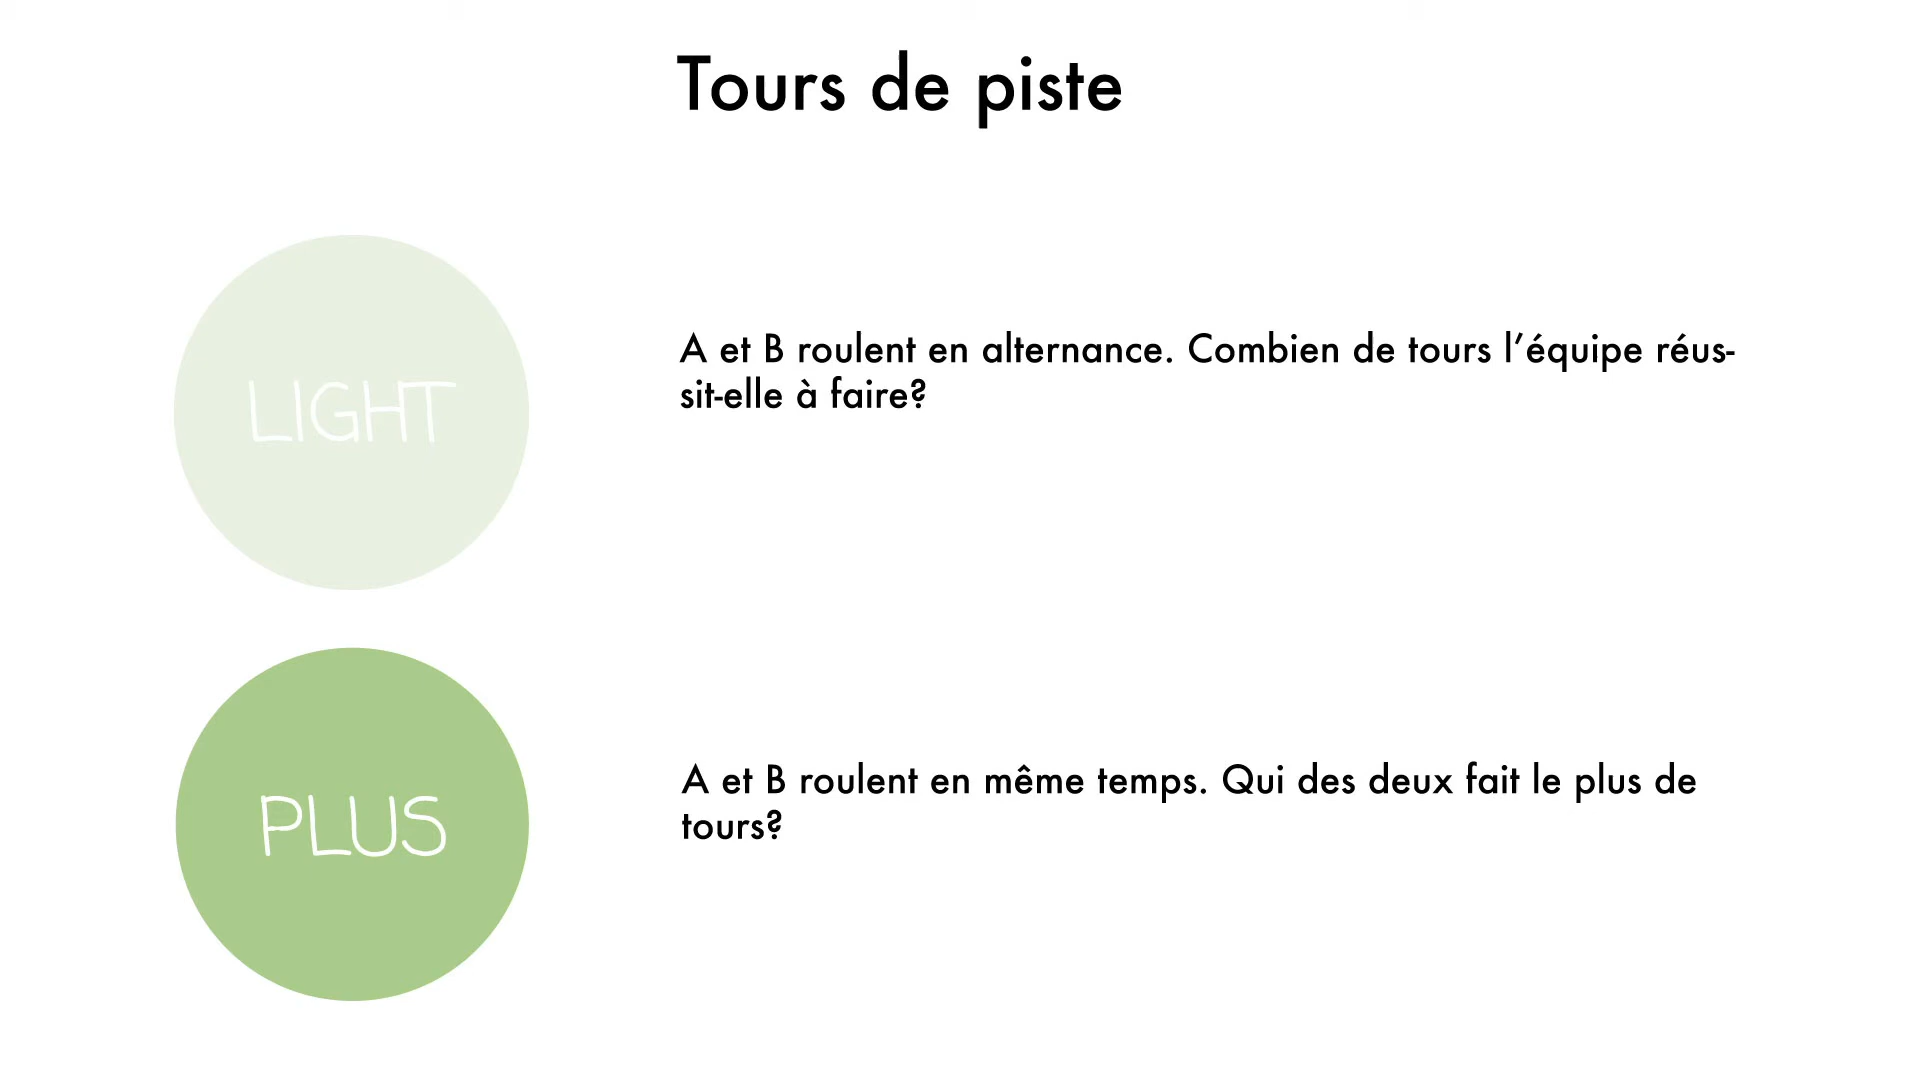 Tours de piste
LIGHT
A et B roulent en alternance. Combien de tours l’équipe réus-
sit-elle à faire?
PLUS
A et B roulent en même temps. Qui des deux fait le plus de
tours?